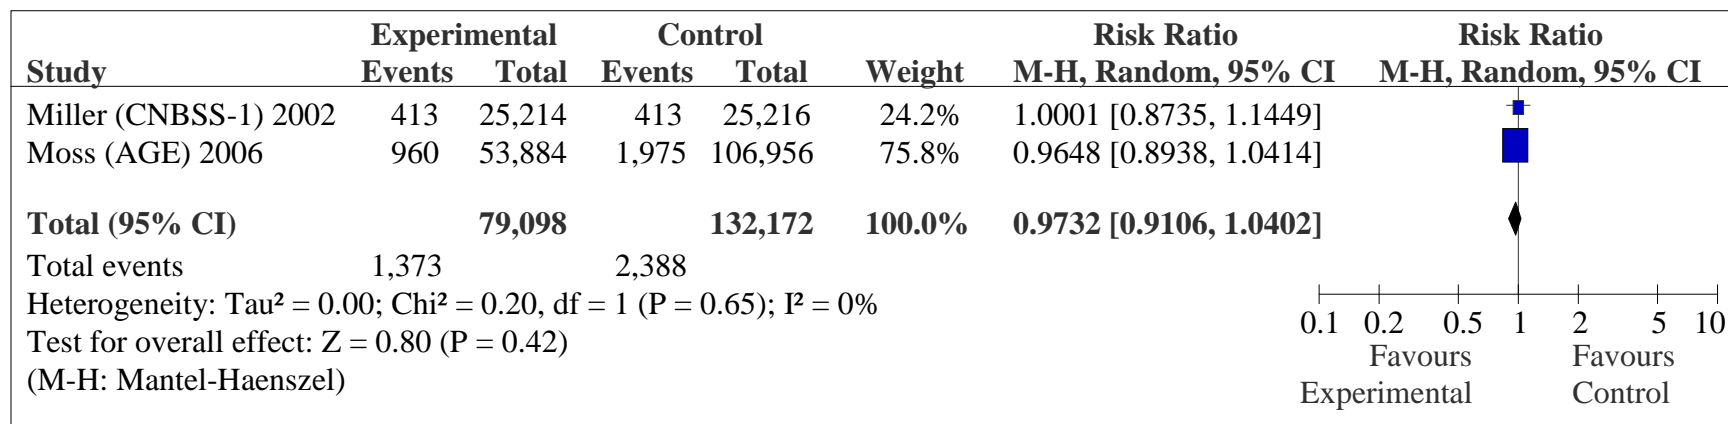 Experimental Control Risk Ratio Risk Ratio
Study Events Total Events Total Weight M-H, Random, 95% CI M-H, Random, 95% CI
Miller (CNBSS-1) 2002 413 25,214 413 25,216 24.2% 1.0001 [0.8735, 1.1449]
Moss (AGE) 2006 960 53,884 1,975 106,956 75.8% 0.9648 [0.8938, 1.0414]
Total (95% CI) 79,098 132,172 100.0% 0.9732 [0.9106, 1.0402]
Total events 1,373 2,388
Heterogeneity: Tau² = 0.00; Chi² = 0.20, df = 1 (P = 0.65); I² = 0%
Test for overall effect: Z = 0.80 (P = 0.42)
(M-H: Mantel-Haenszel)
0.1 0.2 0.5 1 2 5 10
Favours Favours
Experimental Control